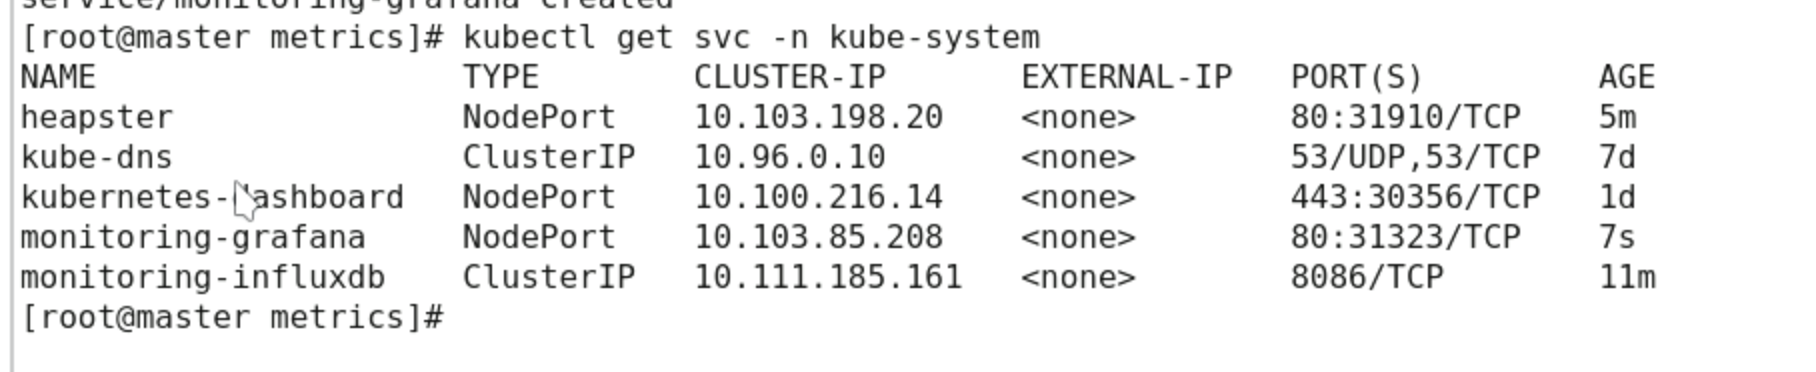 service/monitoring-grafana created
[root@master metrics]# kubectl get svc -n kube-system
NAME TYPE CLUSTER-IP EXTERNAL-IP PORT(S) AGE
heapster NodePort 10.103.198.20 <none> 80:31910/TCP 5m
kube-dns ClusterIP 10.96.0.10 <none> 53/UDP,53/TCP 7d
kubernetes-dashboard NodePort 10.100.216.14 <none> 443:30356/TCP 1d
monitoring-grafana NodePort 10.103.85.208 <none> 80:31323/TCP 7s
monitoring-influxdb ClusterIP 10.111.185.161 <none> 8086/TCP 11m
[root@master metrics]#